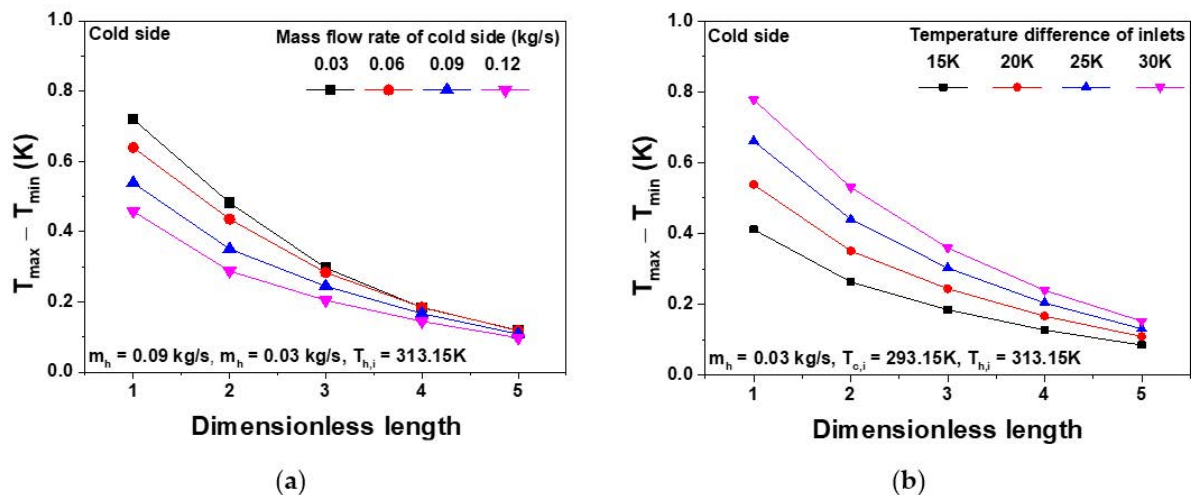 Cold side
Mass flow rate of cold side (kg/s)
0.03 0.06 0.09 0.12
1.0
0.8
0.6
0.4
0.2
0.0
T_max − T_min (K)
m_h = 0.09 kg/s, m_h = 0.03 kg/s, T_h,i = 313.15K
1 2 3 4 5
Dimensionless length
(a)
Cold side
Temperature difference of inlets
15K 20K 25K 30K
1.0
0.8
0.6
0.4
0.2
0.0
T_max − T_min (K)
m_h = 0.03 kg/s, T_c,i = 293.15K, T_h,i = 313.15K
1 2 3 4 5
Dimensionless length
(b)